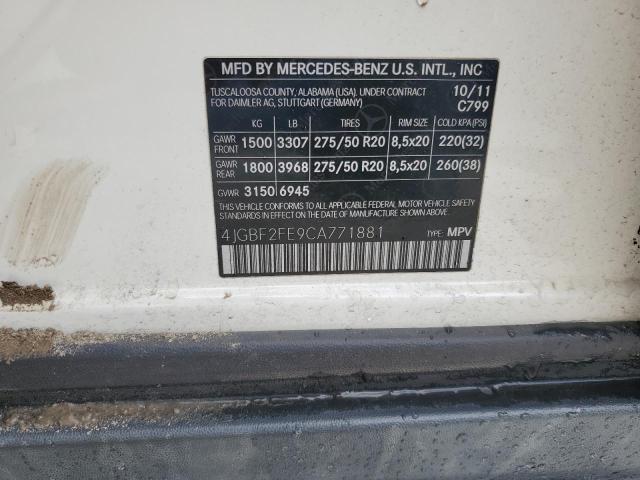 MFD BY MERCEDES-BENZ U.S. INTL., INC
TUSCALOOSA COUNTY, ALABAMA (USA), UNDER CONTRACT 10/11
FOR DAIMLER AG, STUTTGART (GERMANY) C799
KG LB TIRES RIM SIZE COLD KPA(PSI)
GAWR FRONT 1500 3307 275/50 R20 8,5x20 220(32)
GAWR REAR 1800 3968 275/50 R20 8,5x20 260(38)
GVWR 3150 6945
THIS VEHICLE CONFORMS TO ALL APPLICABLE FEDERAL MOTOR VEHICLE SAFETY
STANDARDS IN EFFECT ON THE DATE OF MANUFACTURE SHOWN ABOVE.
4JGBF2FE9CA771881 TYPE: MPV